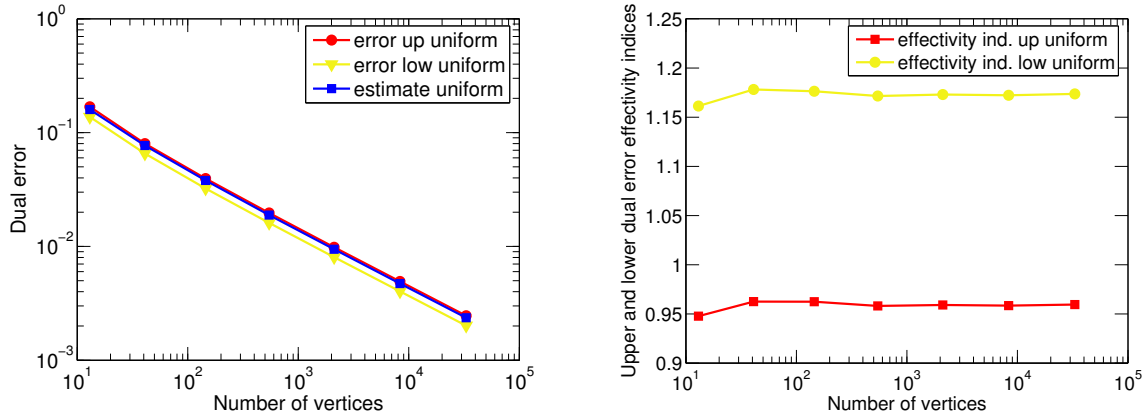 10^0
10^-1
10^-2
10^-3
Dual error
error up uniform
error low uniform
estimate uniform
10^1 10^2 10^3 10^4 10^5
Number of vertices
1.25
1.2
1.15
1.1
1.05
1
0.95
0.9
Upper and lower dual error effectivity indices
effectivity ind. up uniform
effectivity ind. low uniform
10^1 10^2 10^3 10^4 10^5
Number of vertices